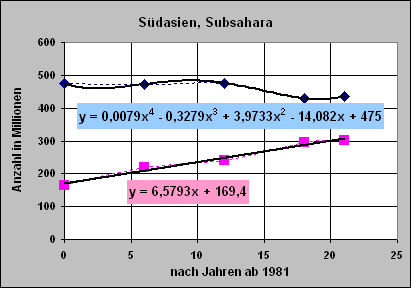 Südasien, Subsahara
Anzahl in Millionen
600
500
400
300
200
100
0
y = 0,0079x⁴ - 0,3279x³ + 3,9733x² - 14,082x + 475
y = 6,5793x + 169,4
0 5 10 15 20 25
nach Jahren ab 1981